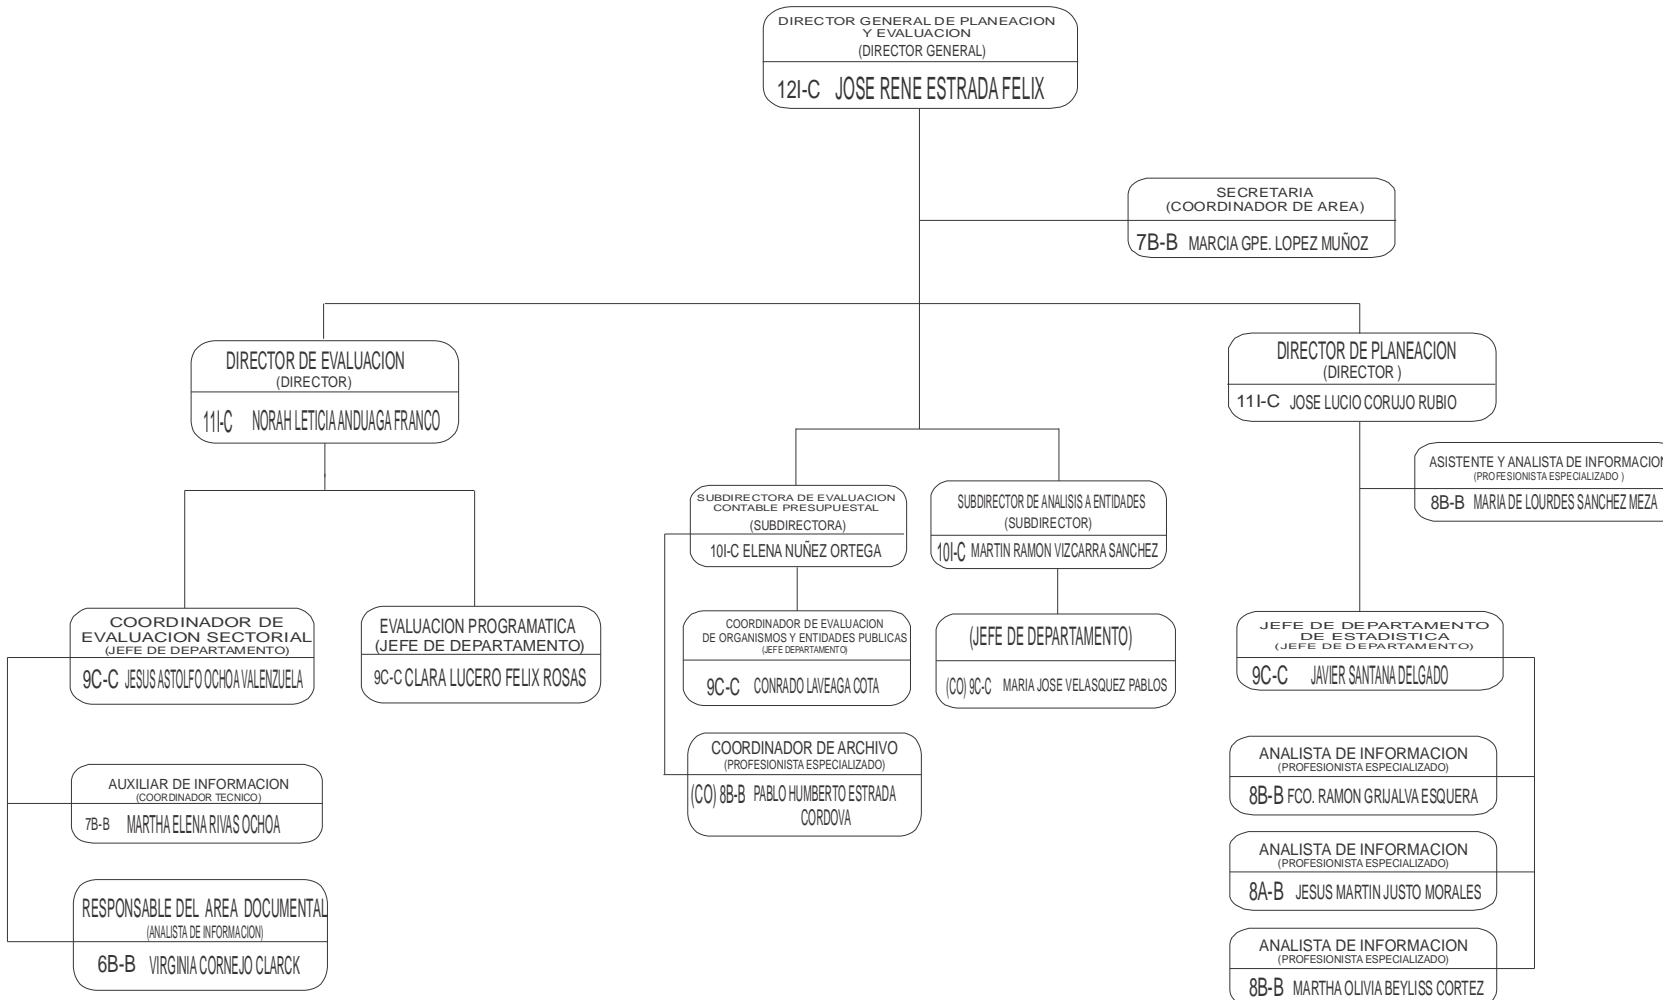 DIRECTOR GENERAL DE PLANEACION
Y EVALUACION
(DIRECTOR GENERAL)
12I-C JOSE RENE ESTRADA FELIX
SECRETARIA
(COORDINADOR DE AREA)
7B-B MARCIA GPE. LOPEZ MUÑOZ
DIRECTOR DE EVALUACION
(DIRECTOR)
11I-C NORAH LETICIA ANDUAGA FRANCO
DIRECTOR DE PLANEACION
(DIRECTOR )
11I-C JOSE LUCIO CORUJO RUBIO
ASISTENTE Y ANALISTA DE INFORMACION
(PROFESIONISTA ESPECIALIZADO )
8B-B MARIA DE LOURDES SANCHEZ MEZA
SUBDIRECTORA DE EVALUACION
CONTABLE PRESUPUESTAL
(SUBDIRECTORA)
10I-C ELENA NUÑEZ ORTEGA
SUBDIRECTOR DE ANALISIS A ENTIDADES
(SUBDIRECTOR)
10I-C MARTIN RAMON VIZCARRA SANCHEZ
COORDINADOR DE
EVALUACION SECTORIAL
(JEFE DE DEPARTAMENTO)
9C-C JESUS ASTOLFO OCHOA VALENZUELA
EVALUACION PROGRAMATICA
(JEFE DE DEPARTAMENTO)
9C-C CLARA LUCERO FELIX ROSAS
COORDINADOR DE EVALUACION
DE ORGANISMOS Y ENTIDADES PUBLICAS
(JEFE DEPARTAMENTO)
9C-C CONRADO LAVEAGA COTA
(JEFE DE DEPARTAMENTO)
(CO) 9C-C MARIA JOSE VELASQUEZ PABLOS
JEFE DE DEPARTAMENTO
DE ESTADISTICA
(JEFE DE DEPARTAMENTO)
9C-C JAVIER SANTANA DELGADO
AUXILIAR DE INFORMACION
(COORDINADOR TECNICO)
7B-B MARTHA ELENA RIVAS OCHOA
COORDINADOR DE ARCHIVO
(PROFESIONISTA ESPECIALIZADO)
(CO) 8B-B PABLO HUMBERTO ESTRADA
CORDOVA
ANALISTA DE INFORMACION
(PROFESIONISTA ESPECIALIZADO)
8B-B FCO. RAMON GRIJALVA ESQUERA
ANALISTA DE INFORMACION
(PROFESIONISTA ESPECIALIZADO)
8A-B JESUS MARTIN JUSTO MORALES
RESPONSABLE DEL AREA DOCUMENTAL
(ANALISTA DE INFORMACION)
6B-B VIRGINIA CORNEJO CLARCK
ANALISTA DE INFORMACION
(PROFESIONISTA ESPECIALIZADO)
8B-B MARTHA OLIVIA BEYLISS CORTEZ